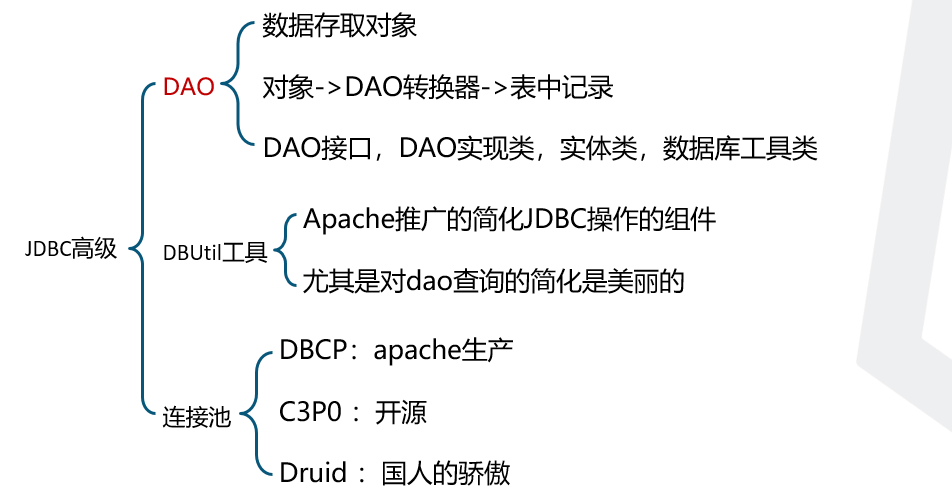 数据存取对象
DAO
对象->DAO转换器->表中记录
DAO接口，DAO实现类，实体类，数据库工具类
Apache推广的简化JDBC操作的组件
JDBC高级
DBUtil工具
尤其是对dao查询的简化是美丽的
DBCP：apache生产
连接池
C3P0 ：开源
Druid ：国人的骄傲